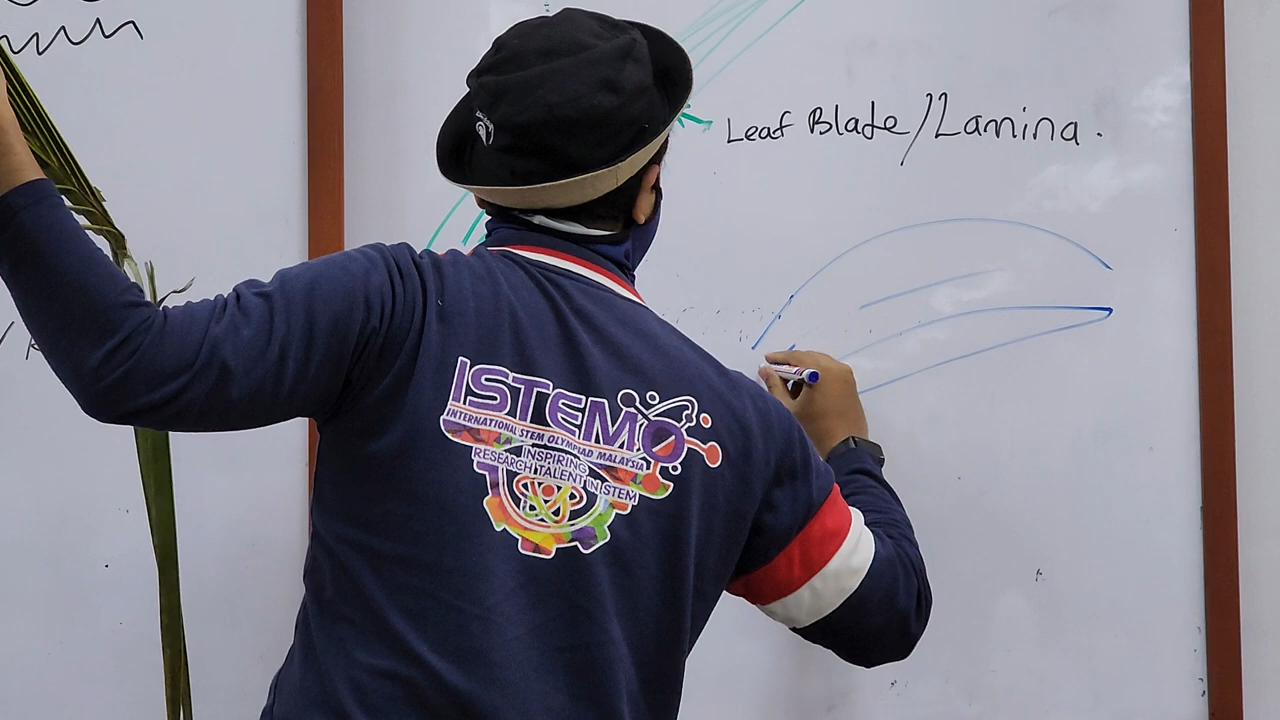 Leaf Blade/Lamina.
ISTEMO
INTERNATIONAL STEM OLYMPIAD MALAYSIA
INSPIRING
RESEARCH TALENT IN STEM